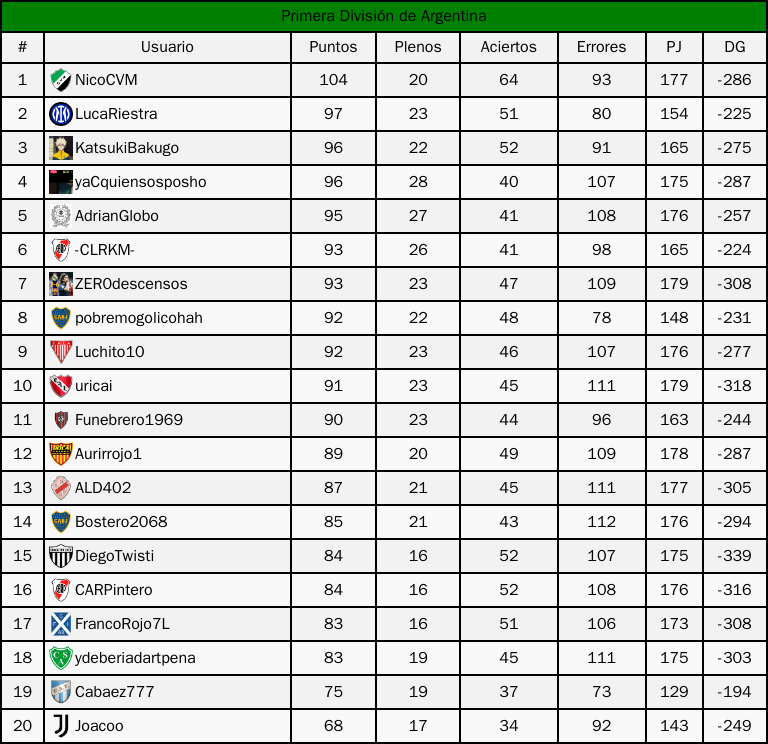 Primera División de Argentina
# Usuario Puntos Plenos Aciertos Errores PJ DG
1 NicoCVM 104 20 64 93 177 -286
2 LucaRiestra 97 23 51 80 154 -225
3 KatsukiBakugo 96 22 52 91 165 -275
4 yaCquiensosposho 96 28 40 107 175 -287
5 AdrianGlobo 95 27 41 108 176 -257
6 -CLRKM- 93 26 41 98 165 -224
7 ZER0descensos 93 23 47 109 179 -308
8 pobremogolicohah 92 22 48 78 148 -231
9 Luchito10 92 23 46 107 176 -277
10 uricai 91 23 45 111 179 -318
11 Funebrero1969 90 23 44 96 163 -244
12 Aurirrojo1 89 20 49 109 178 -287
13 ALD402 87 21 45 111 177 -305
14 Bostero2068 85 21 43 112 176 -294
15 DiegoTwisti 84 16 52 107 175 -339
16 CARPintero 84 16 52 108 176 -316
17 FrancoRojo7L 83 16 51 106 173 -308
18 ydeberiadartpena 83 19 45 111 175 -303
19 Cabaez777 75 19 37 73 129 -194
20 Joacoo 68 17 34 92 143 -249